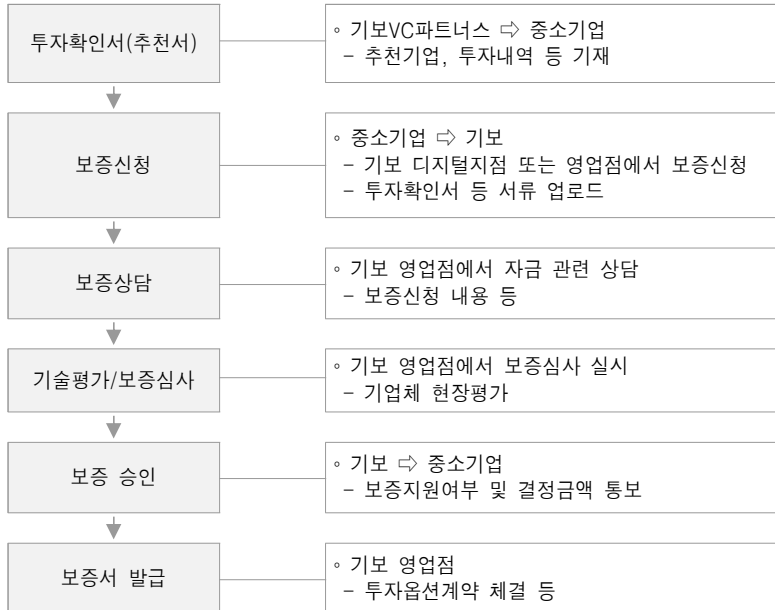 투자확인서(추천서)
◦ 기보VC파트너스 ⇨ 중소기업
– 추천기업, 투자내역 등 기재
보증신청
◦ 중소기업 ⇨ 기보
– 기보 디지털지점 또는 영업점에서 보증신청
– 투자확인서 등 서류 업로드
보증상담
◦ 기보 영업점에서 자금 관련 상담
– 보증신청 내용 등
기술평가/보증심사
◦ 기보 영업점에서 보증심사 실시
– 기업체 현장평가
보증 승인
◦ 기보 ⇨ 중소기업
– 보증지원여부 및 결정금액 통보
보증서 발급
◦ 기보 영업점
– 투자옵션계약 체결 등